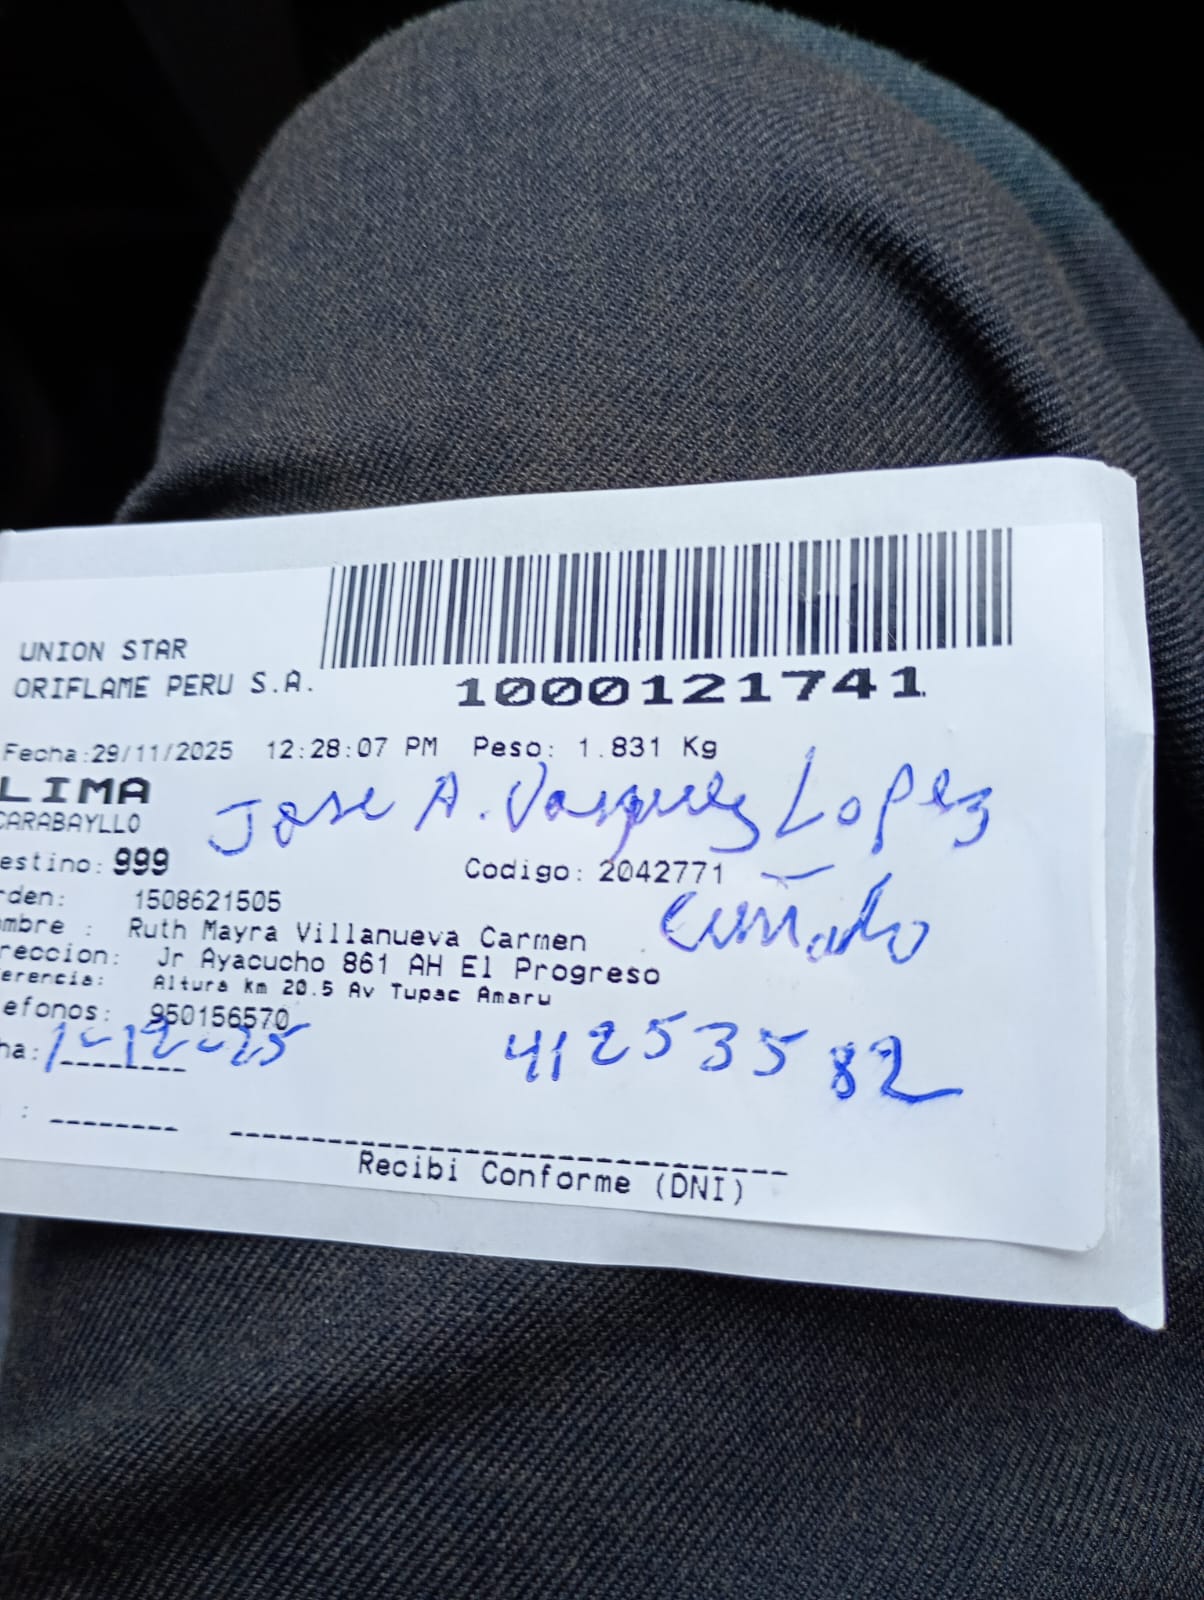 UNION STAR
ORIFLAME PERU S.A.
1000121741
Fecha:29/11/2025 12:28:07 PM Peso: 1.831 Kg
LIMA
CARABAYLLO
Jose A. Vasquez Lopez
estino: 999 Codigo: 2042771
Cuñado
rden: 1508621505
ombre : Ruth Mayra Villanueva Carmen
reccion: Jr Ayacucho 861 AH El Progreso
erencia: Altura km 20.5 Av Tupac Amaru
efonos: 950156570
ha: 1-12-25
: 
Recibi Conforme (DNI)